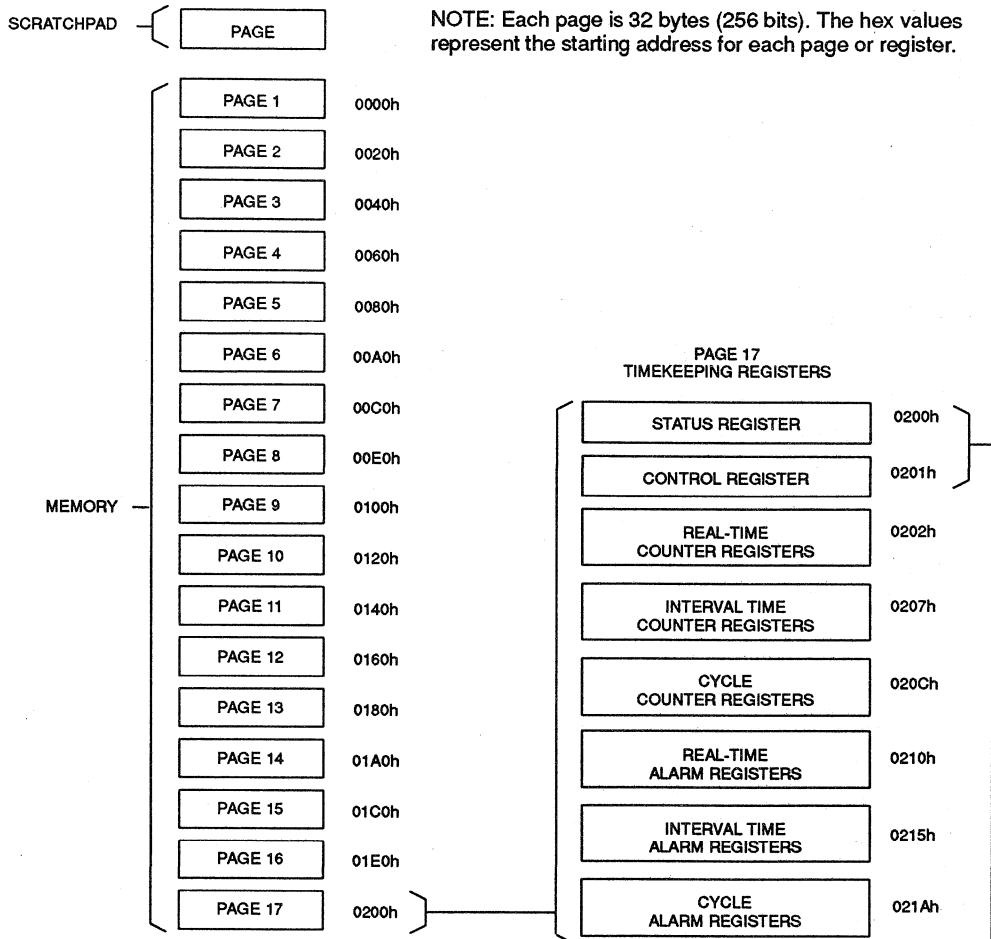 SCRATCHPAD
PAGE
NOTE: Each page is 32 bytes (256 bits). The hex values
represent the starting address for each page or register.
MEMORY
PAGE 1 0000h
PAGE 2 0020h
PAGE 3 0040h
PAGE 4 0060h
PAGE 5 0080h
PAGE 6 00A0h
PAGE 7 00C0h
PAGE 8 00E0h
PAGE 9 0100h
PAGE 10 0120h
PAGE 11 0140h
PAGE 12 0160h
PAGE 13 0180h
PAGE 14 01A0h
PAGE 15 01C0h
PAGE 16 01E0h
PAGE 17 0200h
PAGE 17
TIMEKEEPING REGISTERS
STATUS REGISTER 0200h
CONTROL REGISTER 0201h
REAL-TIME
COUNTER REGISTERS 0202h
INTERVAL TIME
COUNTER REGISTERS 0207h
CYCLE
COUNTER REGISTERS 020Ch
REAL-TIME
ALARM REGISTERS 0210h
INTERVAL TIME
ALARM REGISTERS 0215h
CYCLE
ALARM REGISTERS 021Ah